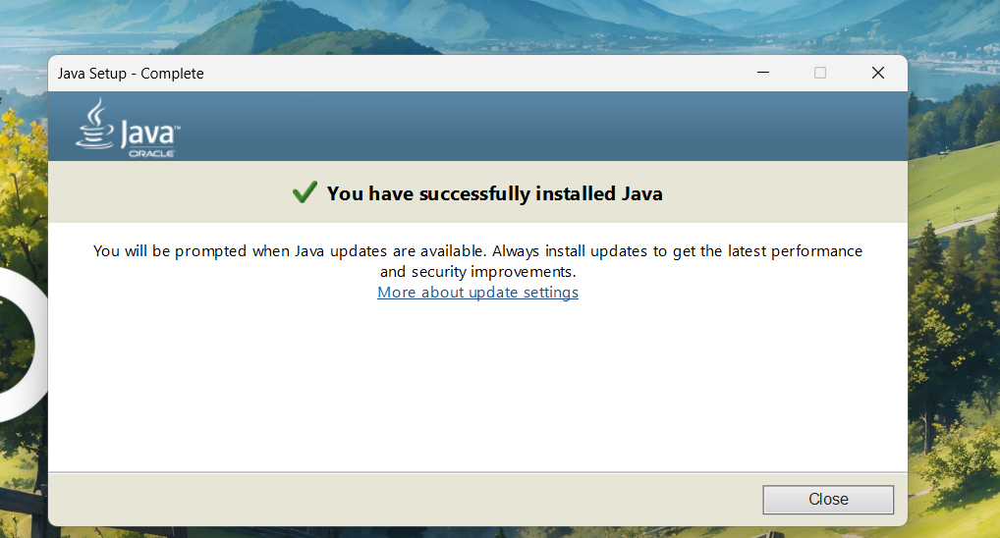 Java Setup - Complete
Java™
ORACLE
You have successfully installed Java
You will be prompted when Java updates are available. Always install updates to get the latest performance
and security improvements.
More about update settings
Close